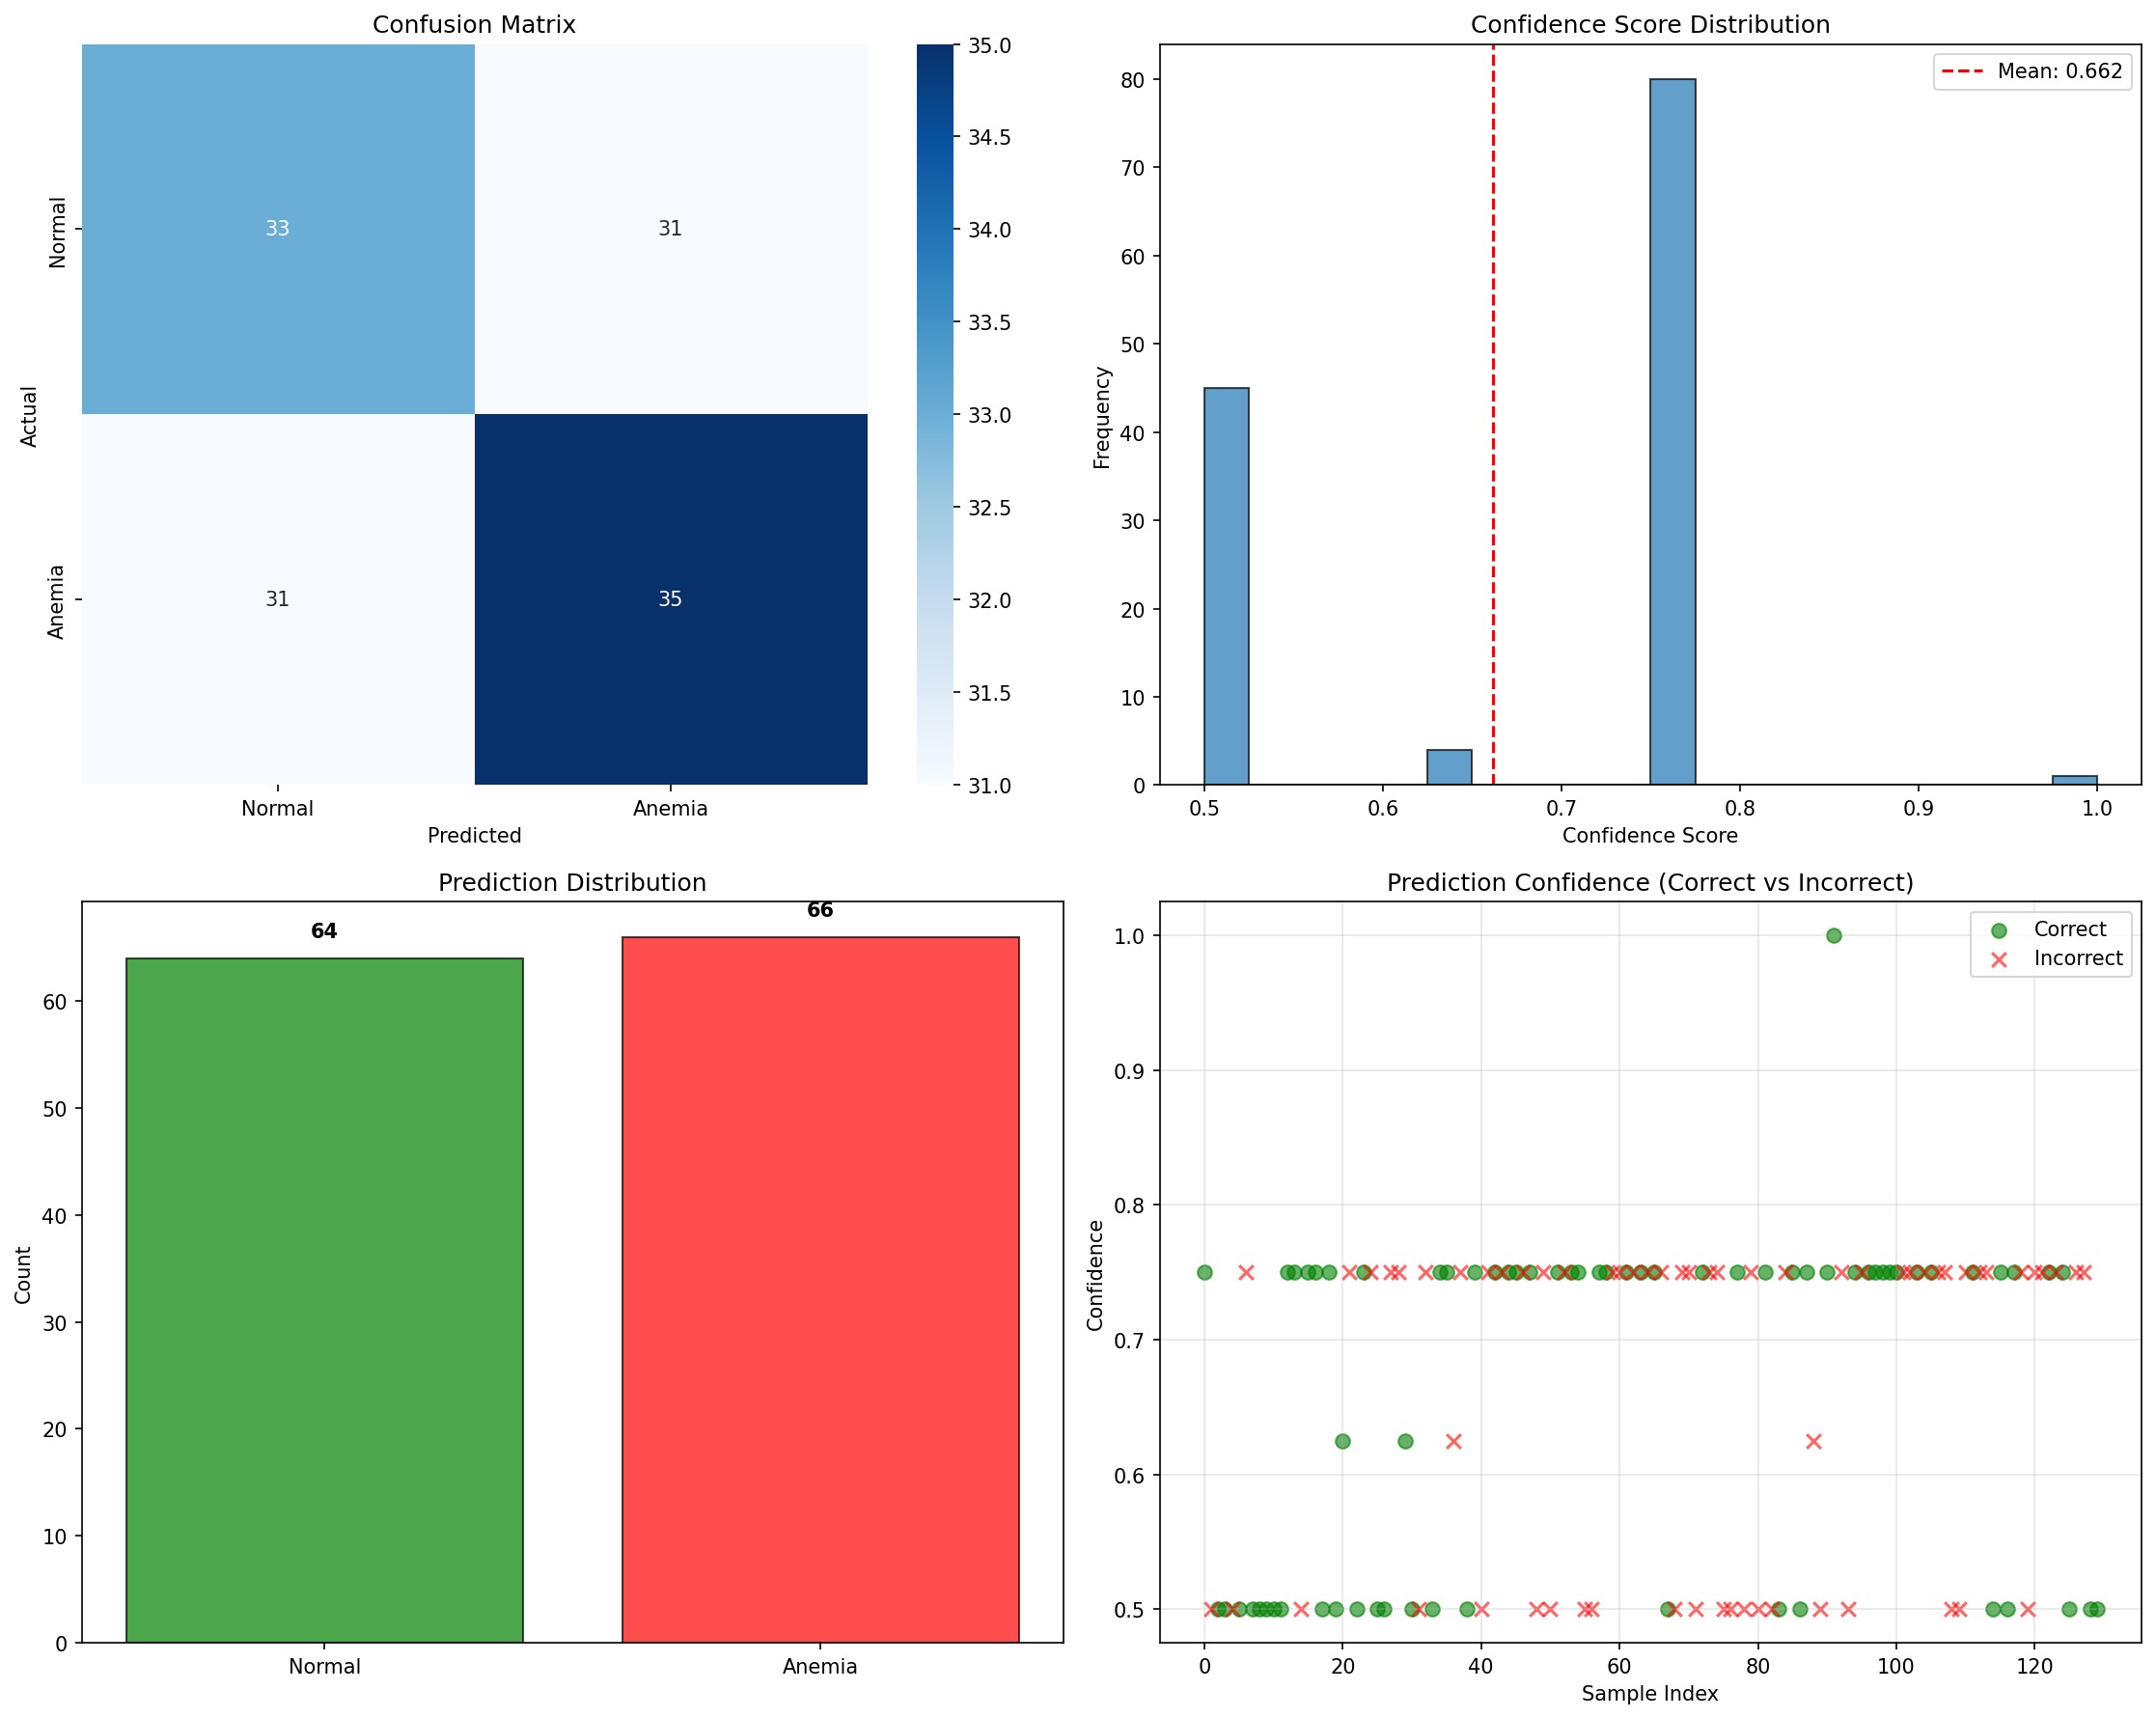 Confusion Matrix
Normal
Anemia
Actual
33
31
31
35
Normal
Anemia
Predicted
35.0
34.5
34.0
33.5
33.0
32.5
32.0
31.5
31.0
Confidence Score Distribution
Mean: 0.662
Frequency
80
70
60
50
40
30
20
10
0
0.5
0.6
0.7
0.8
0.9
1.0
Confidence Score
Prediction Distribution
64
66
Count
60
50
40
30
20
10
0
Normal
Anemia
Prediction Confidence (Correct vs Incorrect)
Correct
Incorrect
Confidence
1.0
0.9
0.8
0.7
0.6
0.5
0
20
40
60
80
100
120
Sample Index